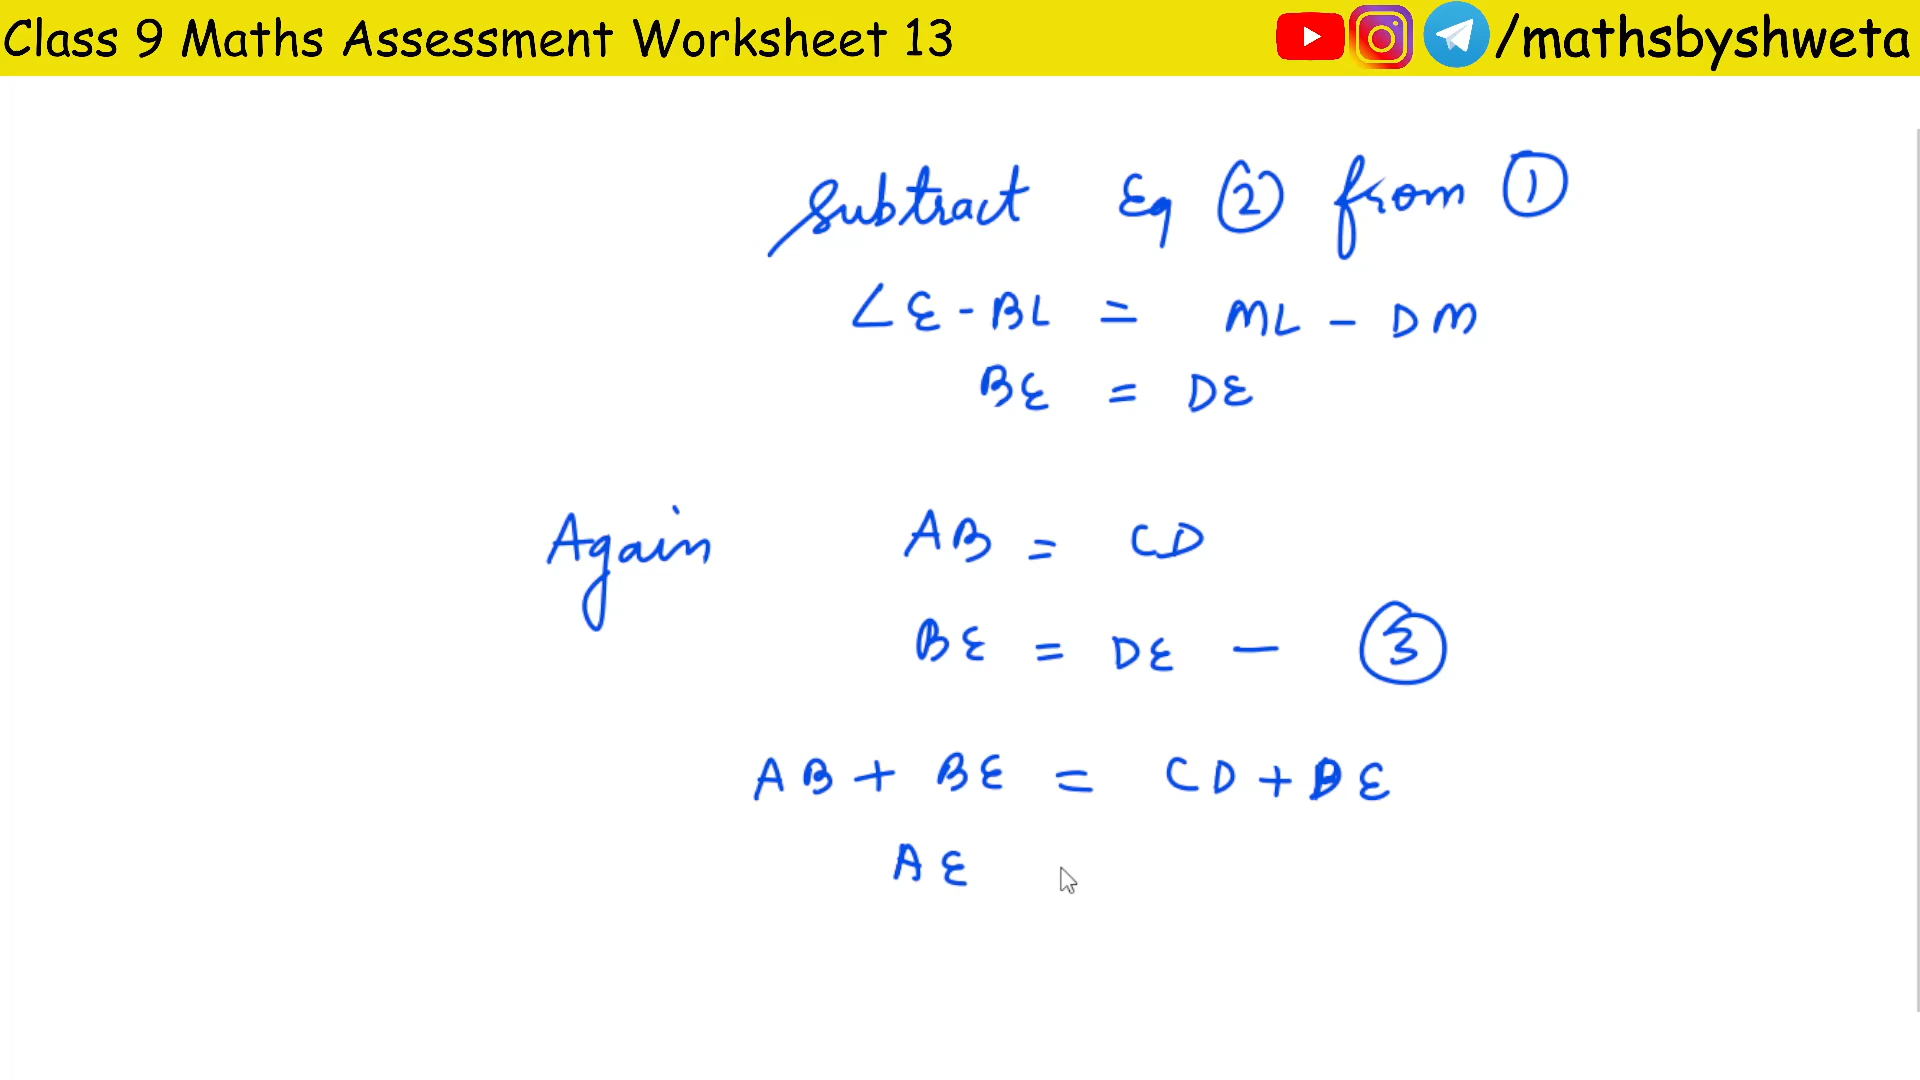 Class 9 Maths Assessment Worksheet 13
/mathsbyshweta
Subtract Eq ② from ①
LE - BL = ML - DM
BE = DE
Again AB = CD
BE = DE — ③
AB + BE = CD + DE
AE